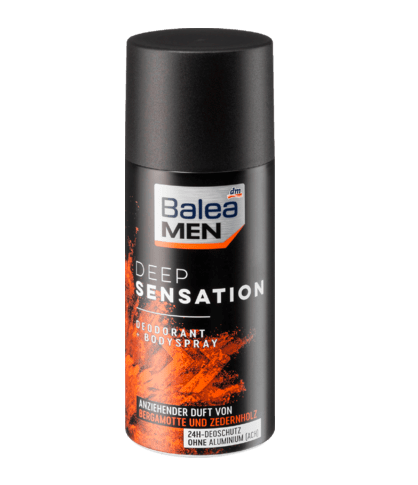 dm
Balea
MEN
DEEP
SENSATION
DEODORANT
+ BODYSPRAY
ANZIEHENDER DUFT VON
BERGAMOTTE UND ZEDERNHOLZ
24H-DEOSCHUTZ
OHNE ALUMINIUM (ACH)